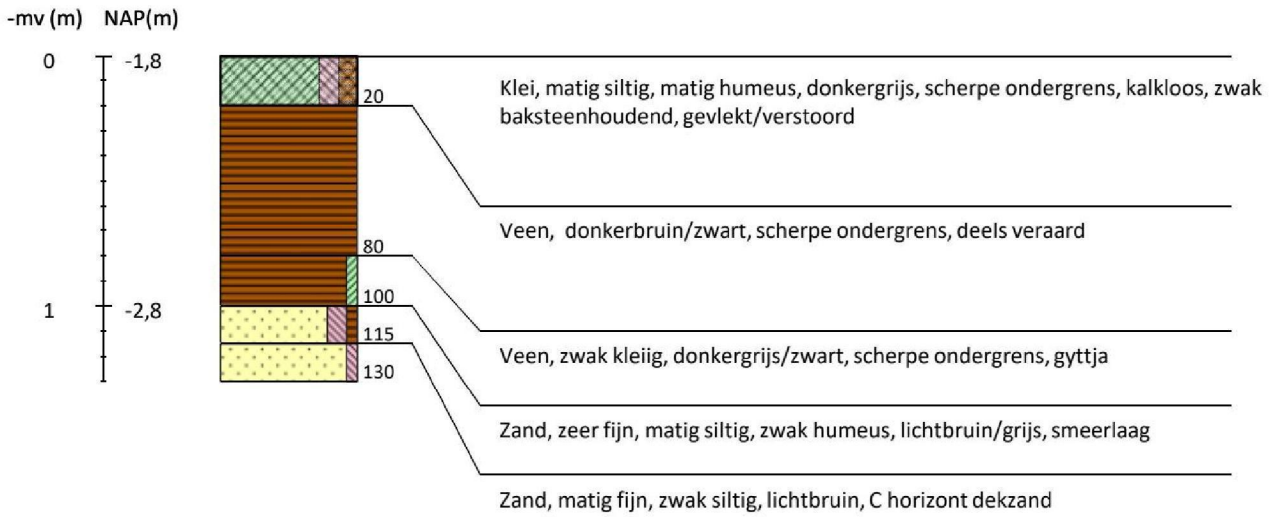 -mv (m) NAP(m)
0 -1,8
Klei, matig siltig, matig humeus, donkergrijs, scherpe ondergrens, kalkloos, zwak
baksteenhoudend, gevlekt/verstoord
20
Veen, donkerbruin/zwart, scherpe ondergrens, deels veraard
80
100
1 -2,8
115
Veen, zwak kleiig, donkergrijs/zwart, scherpe ondergrens, gyttja
130
Zand, zeer fijn, matig siltig, zwak humeus, lichtbruin/grijs, smeerlaag
Zand, matig fijn, zwak siltig, lichtbruin, C horizont dekzand